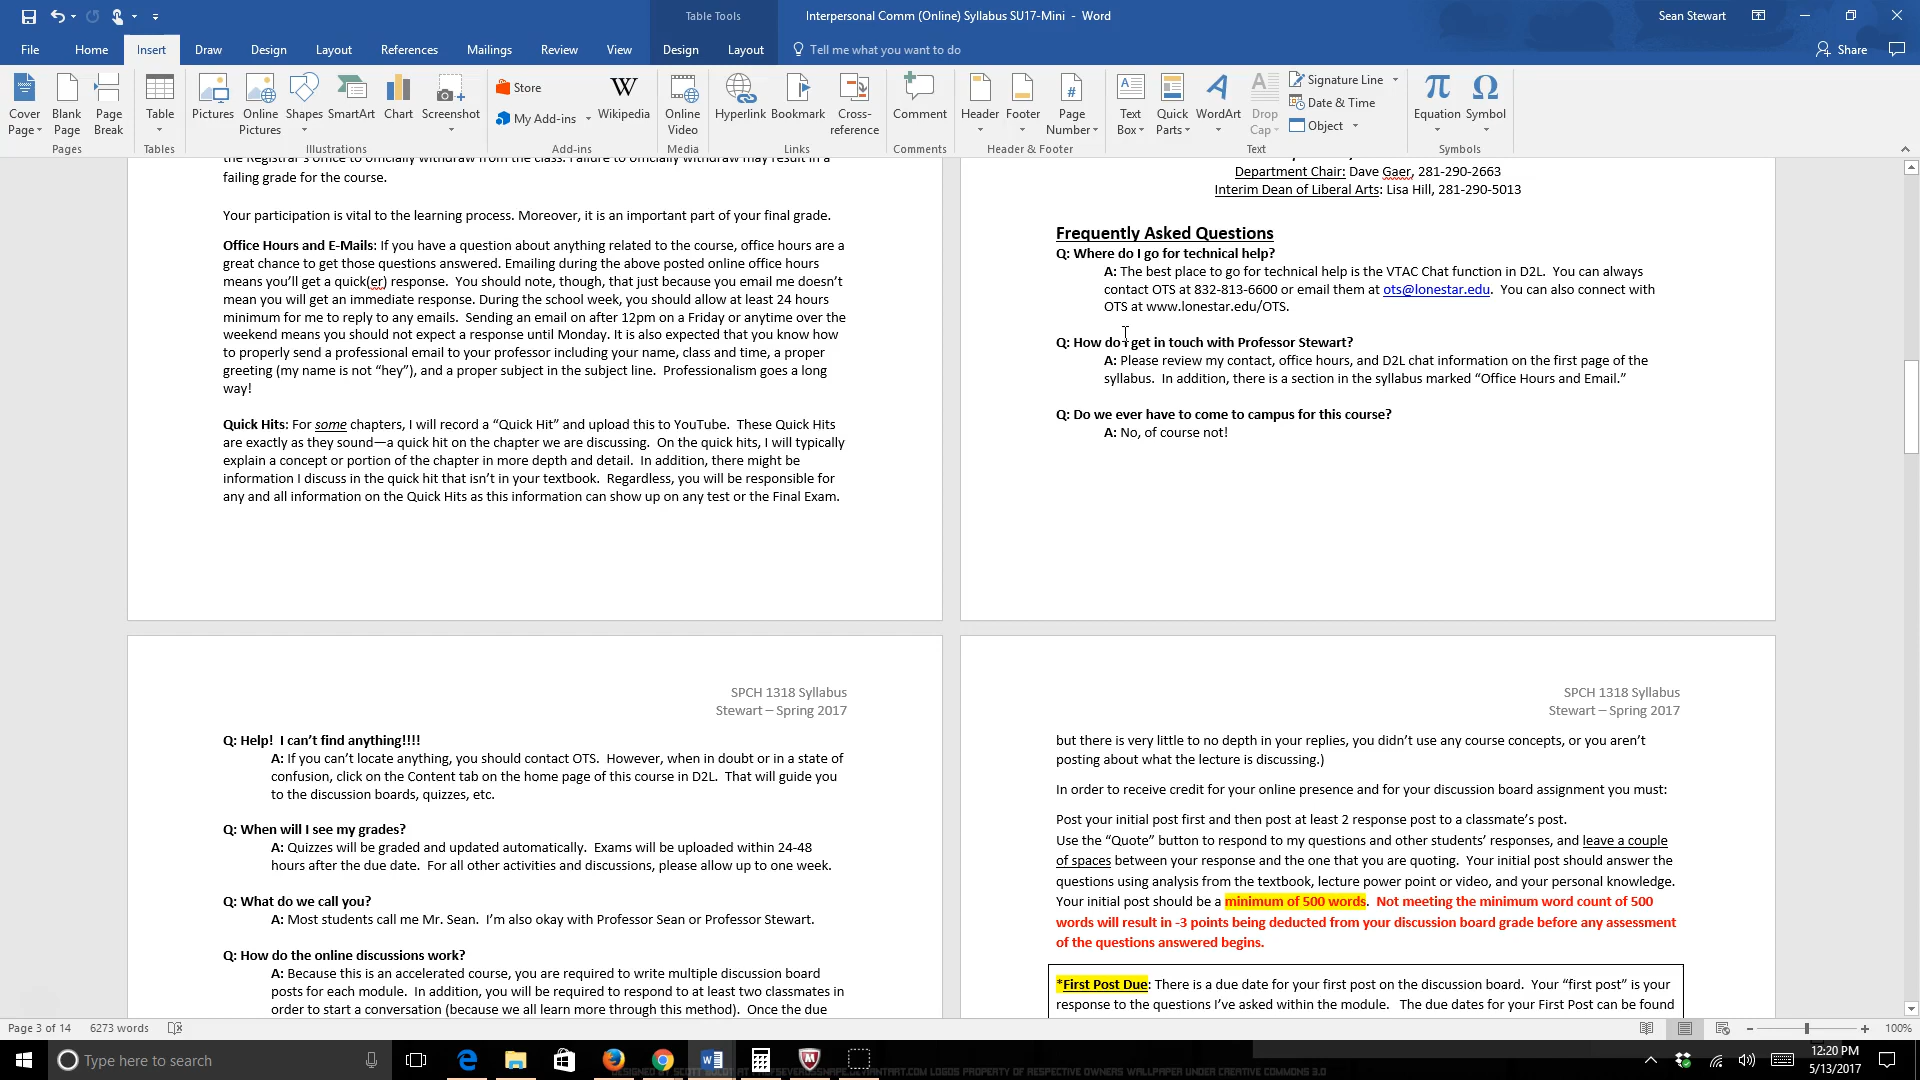 Table Tools
Interpersonal Comm (Online) Syllabus SU17-Mini - Word
Sean Stewart
File Home Insert Draw Design Layout References Mailings Review View Design Layout Tell me what you want to do Share
Cover Page
Blank Page
Page Break
Pages
Table
Tables
Pictures
Online Pictures
Shapes
SmartArt
Chart
Screenshot
Illustrations
Store
My Add-ins
Wikipedia
Add-ins
Online Video
Media
Hyperlink
Bookmark
Cross-reference
Links
Comment
Comments
Header
Footer
Page Number
Header & Footer
Text Box
Quick Parts
WordArt
Drop Cap
Signature Line
Date & Time
Object
Text
Equation
Symbol
Symbols
the Registrar's office to officially withdraw from the class. Failure to officially withdraw may result in a
failing grade for the course.
Your participation is vital to the learning process. Moreover, it is an important part of your final grade.
Office Hours and E-Mails: If you have a question about anything related to the course, office hours are a
great chance to get those questions answered. Emailing during the above posted online office hours
means you'll get a quick(er) response. You should note, though, that just because you email me doesn't
mean you will get an immediate response. During the school week, you should allow at least 24 hours
minimum for me to reply to any emails. Sending an email on after 12pm on a Friday or anytime over the
weekend means you should not expect a response until Monday. It is also expected that you know how
to properly send a professional email to your professor including your name, class and time, a proper
greeting (my name is not “hey”), and a proper subject in the subject line. Professionalism goes a long
way!
Quick Hits: For some chapters, I will record a “Quick Hit” and upload this to YouTube. These Quick Hits
are exactly as they sound—a quick hit on the chapter we are discussing. On the quick hits, I will typically
explain a concept or portion of the chapter in more depth and detail. In addition, there might be
information I discuss in the quick hit that isn't in your textbook. Regardless, you will be responsible for
any and all information on the Quick Hits as this information can show up on any test or the Final Exam.
Department Chair: Dave Gaer, 281-290-2663
Interim Dean of Liberal Arts: Lisa Hill, 281-290-5013
Frequently Asked Questions
Q: Where do I go for technical help?
A: The best place to go for technical help is the VTAC Chat function in D2L. You can always
contact OTS at 832-813-6600 or email them at ots@lonestar.edu. You can also connect with
OTS at www.lonestar.edu/OTS.
Q: How do I get in touch with Professor Stewart?
A: Please review my contact, office hours, and D2L chat information on the first page of the
syllabus. In addition, there is a section in the syllabus marked “Office Hours and Email.”
Q: Do we ever have to come to campus for this course?
A: No, of course not!
SPCH 1318 Syllabus
Stewart – Spring 2017
Q: Help! I can't find anything!!!!
A: If you can't locate anything, you should contact OTS. However, when in doubt or in a state of
confusion, click on the Content tab on the home page of this course in D2L. That will guide you
to the discussion boards, quizzes, etc.
Q: When will I see my grades?
A: Quizzes will be graded and updated automatically. Exams will be uploaded within 24-48
hours after the due date. For all other activities and discussions, please allow up to one week.
Q: What do we call you?
A: Most students call me Mr. Sean. I'm also okay with Professor Sean or Professor Stewart.
Q: How do the online discussions work?
A: Because this is an accelerated course, you are required to write multiple discussion board
posts for each module. In addition, you will be required to respond to at least two classmates in
order to start a conversation (because we all learn more through this method). Once the due
SPCH 1318 Syllabus
Stewart – Spring 2017
but there is very little to no depth in your replies, you didn't use any course concepts, or you aren't
posting about what the lecture is discussing.)
In order to receive credit for your online presence and for your discussion board assignment you must:
Post your initial post first and then post at least 2 response post to a classmate's post.
Use the “Quote” button to respond to my questions and other students' responses, and leave a couple
of spaces between your response and the one that you are quoting. Your initial post should answer the
questions using analysis from the textbook, lecture power point or video, and your personal knowledge.
Your initial post should be a minimum of 500 words. Not meeting the minimum word count of 500
words will result in -3 points being deducted from your discussion board grade before any assessment
of the questions answered begins.
*First Post Due: There is a due date for your first post on the discussion board. Your “first post” is your
response to the questions I've asked within the module. The due dates for your First Post can be found
Page 3 of 14 6273 words
100%
Type here to search
12:20 PM
5/13/2017